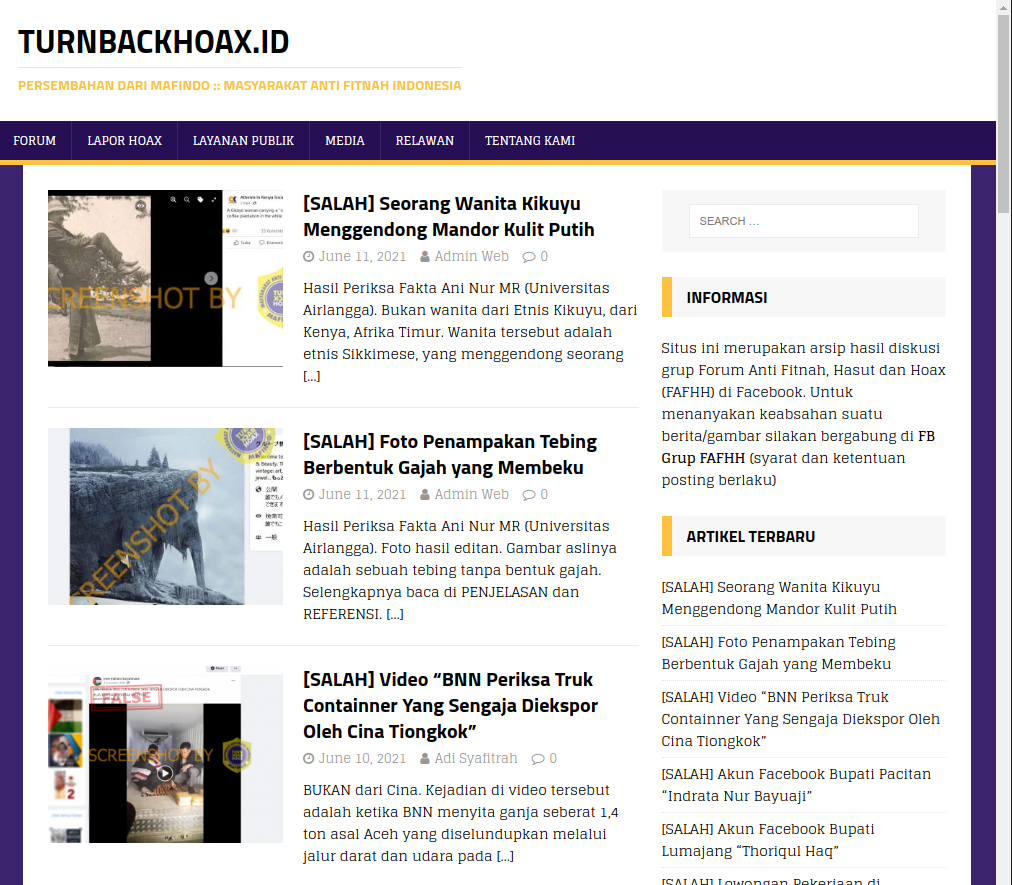 TURNBACKHOAX.ID
PERSEMBAHAN DARI MAFINDO :: MASYARAKAT ANTI FITNAH INDONESIA
FORUM
LAPOR HOAX
LAYANAN PUBLIK
MEDIA
RELAWAN
TENTANG KAMI
SCREENSHOT BY
[SALAH] Seorang Wanita Kikuyu
Menggendong Mandor Kulit Putih
June 11, 2021 Admin Web 0
Hasil Periksa Fakta Ani Nur MR (Universitas
Airlangga). Bukan wanita dari Etnis Kikuyu, dari
Kenya, Afrika Timur. Wanita tersebut adalah
etnis Sikkimese, yang menggendong seorang
[...]
SCREENSHOT BY
[SALAH] Foto Penampakan Tebing
Berbentuk Gajah yang Membeku
June 11, 2021 Admin Web 0
Hasil Periksa Fakta Ani Nur MR (Universitas
Airlangga). Foto hasil editan. Gambar aslinya
adalah sebuah tebing tanpa bentuk gajah.
Selengkapnya baca di PENJELASAN dan
REFERENSI. [...]
FALSE
SCREENSHOT BY
[SALAH] Video “BNN Periksa Truk
Containner Yang Sengaja Diekspor
Oleh Cina Tiongkok”
June 10, 2021 Adi Syafitrah 0
BUKAN dari Cina. Kejadian di video tersebut
adalah ketika BNN menyita ganja seberat 1,4
ton asal Aceh yang diselundupkan melalui
jalur darat dan udara pada [...]
SEARCH ...
INFORMASI
Situs ini merupakan arsip hasil diskusi
grup Forum Anti Fitnah, Hasut dan Hoax
(FAFHH) di Facebook. Untuk
menanyakan keabsahan suatu
berita/gambar silakan bergabung di FB
Grup FAFHH (syarat dan ketentuan
posting berlaku)
ARTIKEL TERBARU
[SALAH] Seorang Wanita Kikuyu
Menggendong Mandor Kulit Putih
[SALAH] Foto Penampakan Tebing
Berbentuk Gajah yang Membeku
[SALAH] Video “BNN Periksa Truk
Containner Yang Sengaja Diekspor Oleh
Cina Tiongkok”
[SALAH] Akun Facebook Bupati Pacitan
“Indrata Nur Bayuaji”
[SALAH] Akun Facebook Bupati
Lumajang “Thoriqul Haq”
[SALAH] Lowongan Pekerjaan di